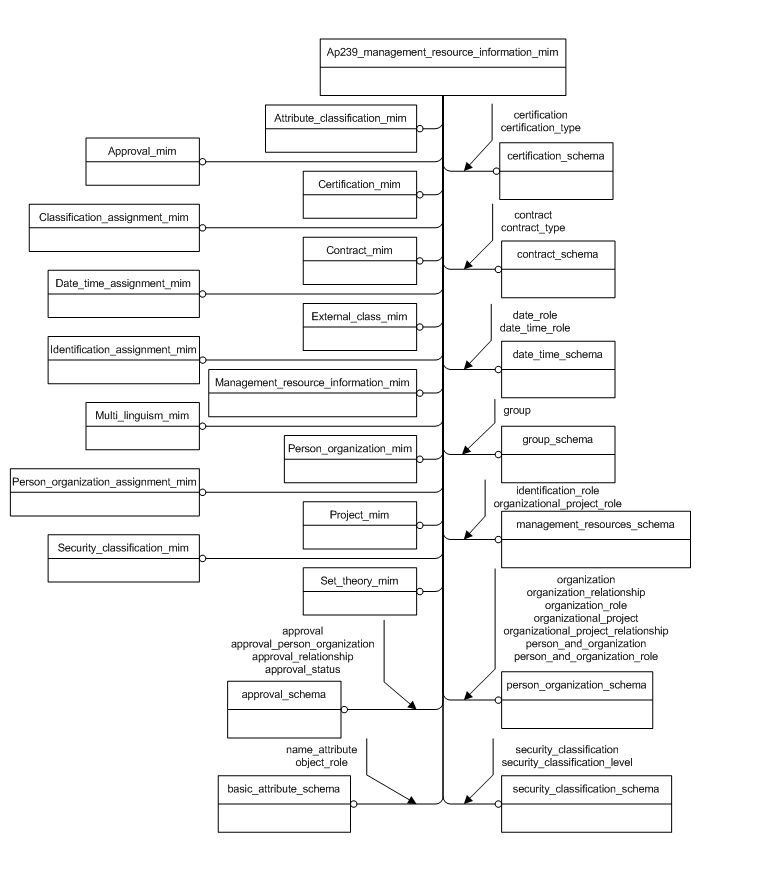 Ap239_management_resource_information_mim
Attribute_classification_mim
certification
certification_type
Approval_mim
certification_schema
Certification_mim
Classification_assignment_mim
contract
contract_type
Contract_mim
contract_schema
Date_time_assignment_mim
External_class_mim
date_role
date_time_role
Identification_assignment_mim
date_time_schema
Management_resource_information_mim
Multi_linguism_mim
group
Person_organization_mim
group_schema
Person_organization_assignment_mim
identification_role
organizational_project_role
Project_mim
management_resources_schema
Security_classification_mim
Set_theory_mim
organization
organization_relationship
organization_role
organizational_project
organizational_project_relationship
person_and_organization
person_and_organization_role
approval
approval_person_organization
approval_relationship
approval_status
approval_schema
person_organization_schema
name_attribute
object_role
security_classification
security_classification_level
basic_attribute_schema
security_classification_schema